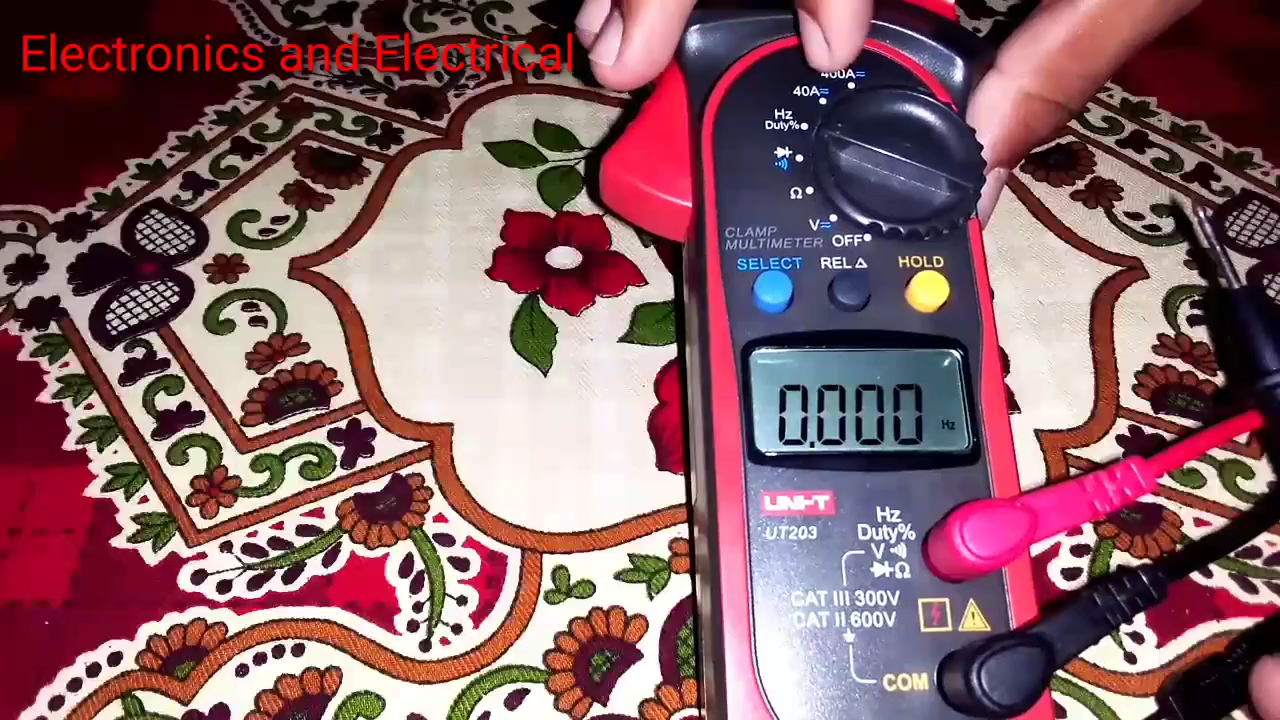 Electronics and Electrical
400A≂
40A≂
Hz
Duty%
Ω
V≂
OFF
CLAMP
MULTIMETER
SELECT REL△ HOLD
0.000 Hz
UNI-T
UT203
Hz
Duty%
V
Ω
CAT III 300V
CAT II 600V
COM